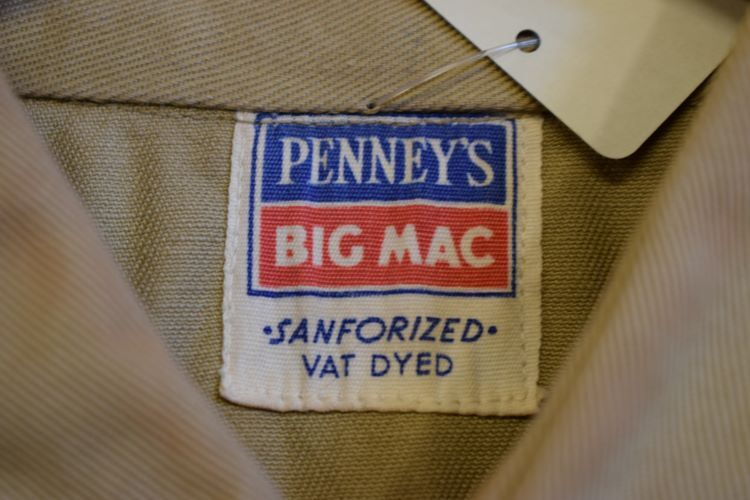 PENNEY'S
BIG MAC
•SANFORIZED•
VAT DYED